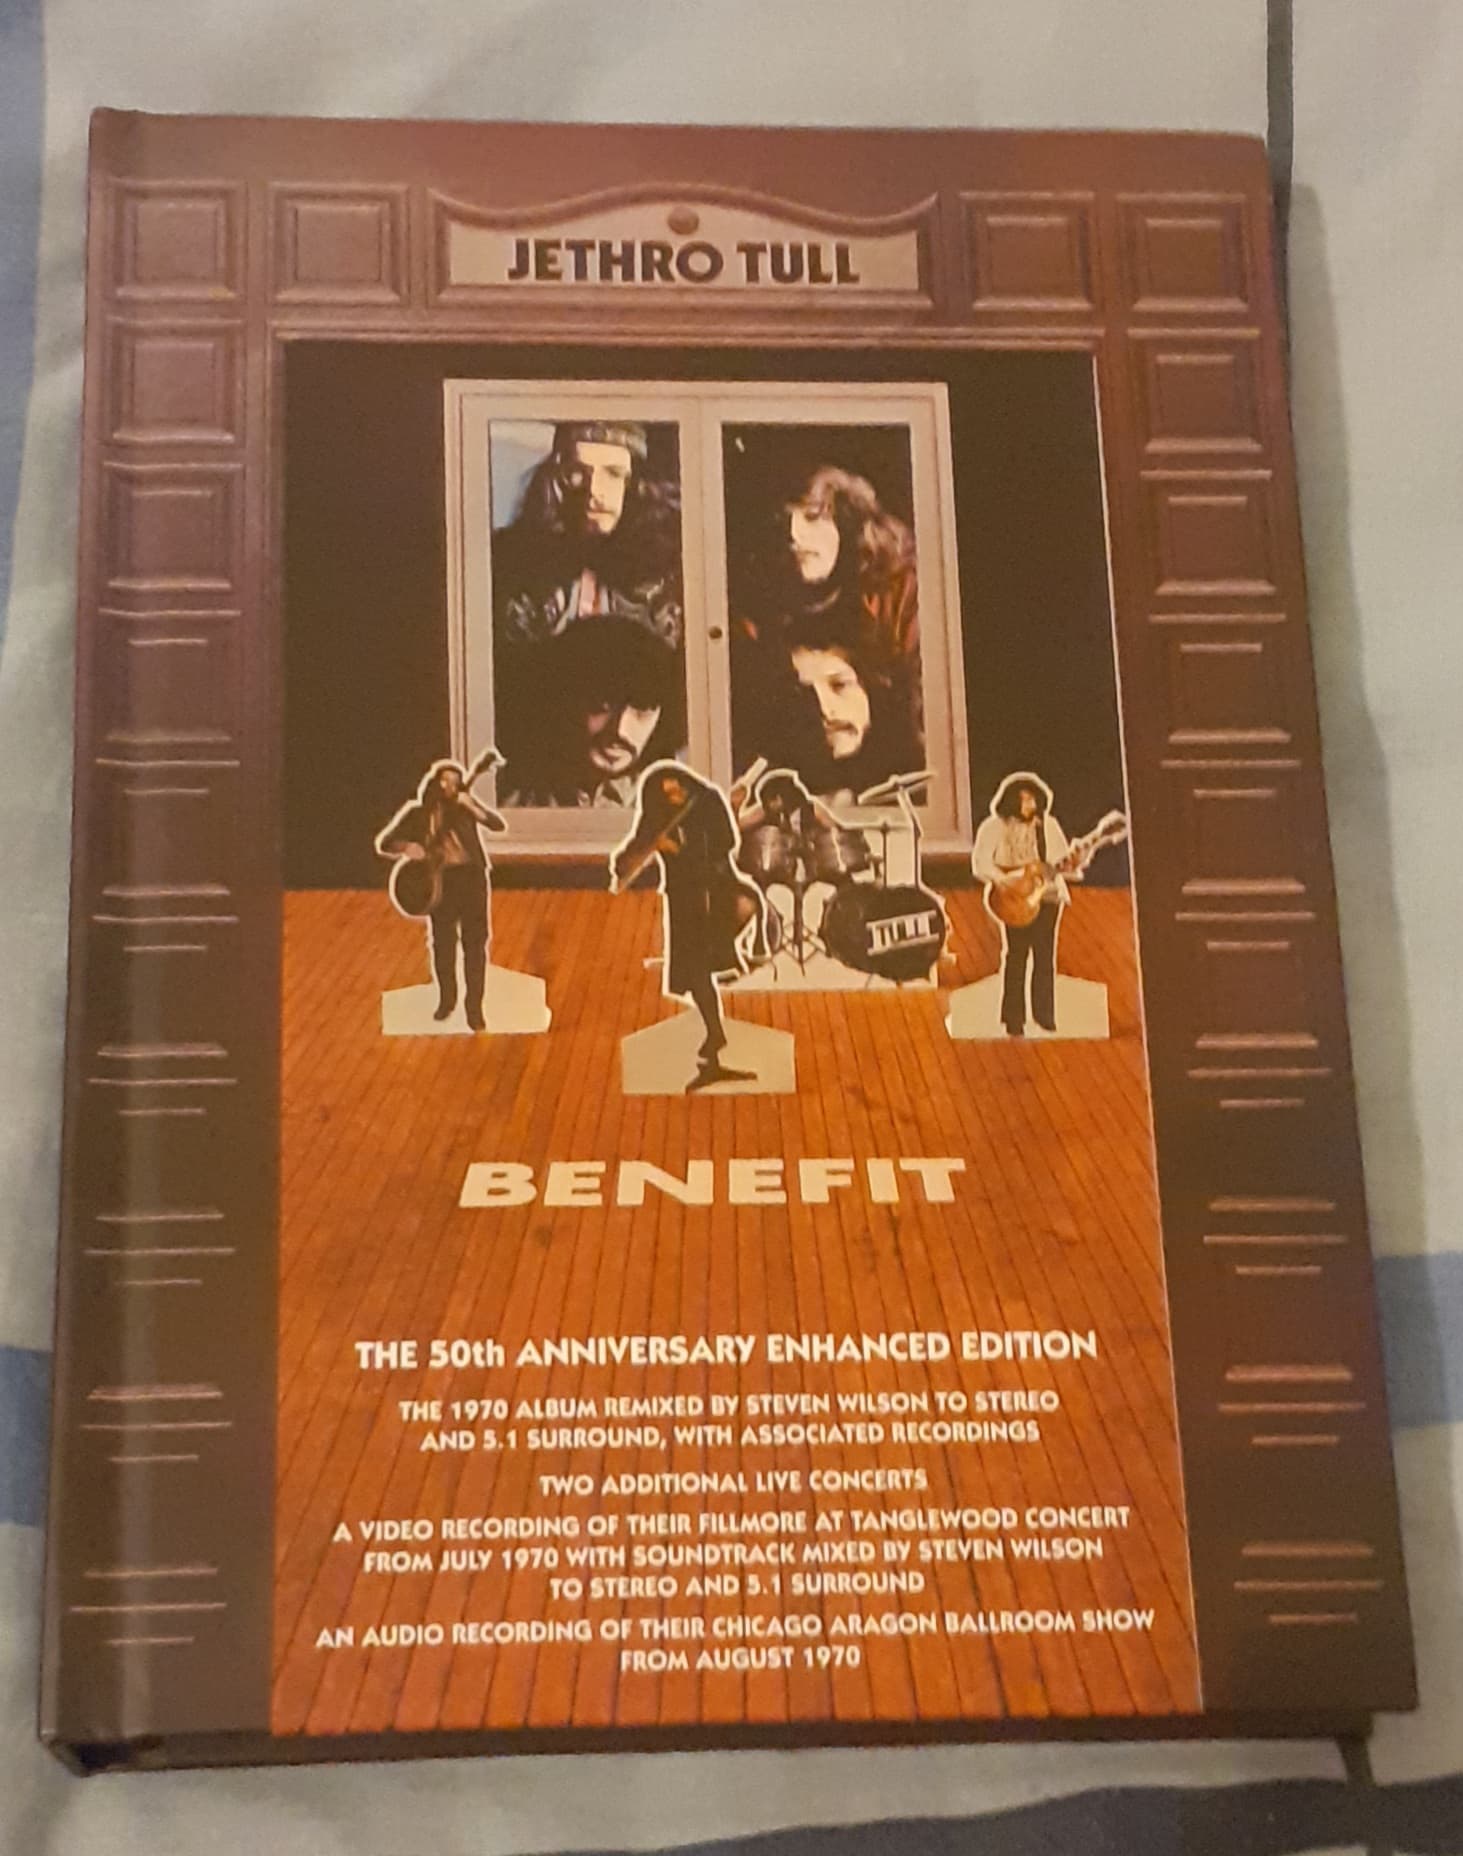 JETHRO TULL
TULL
BENEFIT
THE 50th ANNIVERSARY ENHANCED EDITION
THE 1970 ALBUM REMIXED BY STEVEN WILSON TO STEREO
AND 5.1 SURROUND, WITH ASSOCIATED RECORDINGS
TWO ADDITIONAL LIVE CONCERTS
A VIDEO RECORDING OF THEIR FILLMORE AT TANGLEWOOD CONCERT
FROM JULY 1970 WITH SOUNDTRACK MIXED BY STEVEN WILSON
TO STEREO AND 5.1 SURROUND
AN AUDIO RECORDING OF THEIR CHICAGO ARAGON BALLROOM SHOW
FROM AUGUST 1970